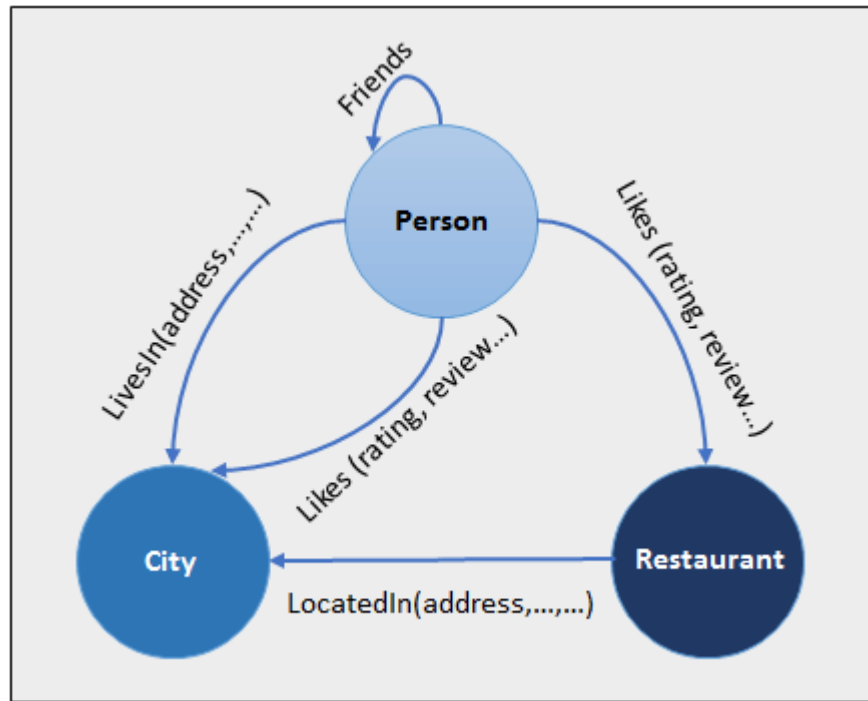 Friends
Person
LivesIn(address,...,...)
Likes (rating, review...)
Likes (rating, review...)
City
Restaurant
LocatedIn(address,...,...)